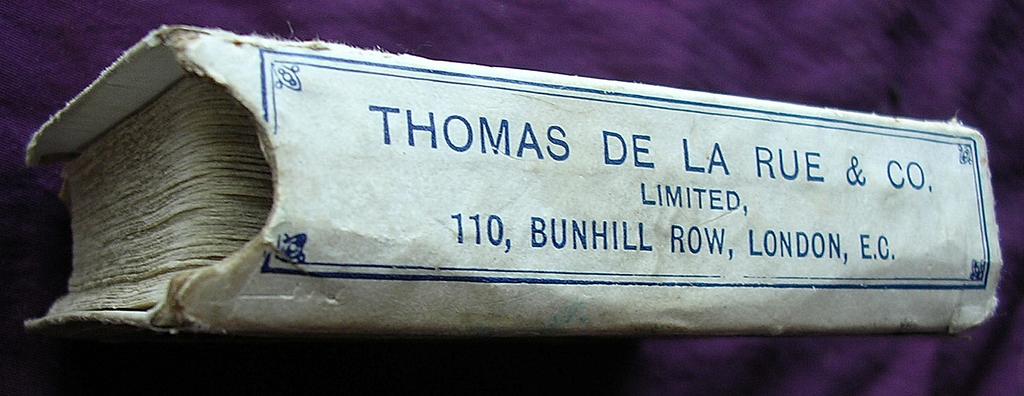 THOMAS DE LA RUE & CO.
LIMITED,
110, BUNHILL ROW, LONDON, E.C.